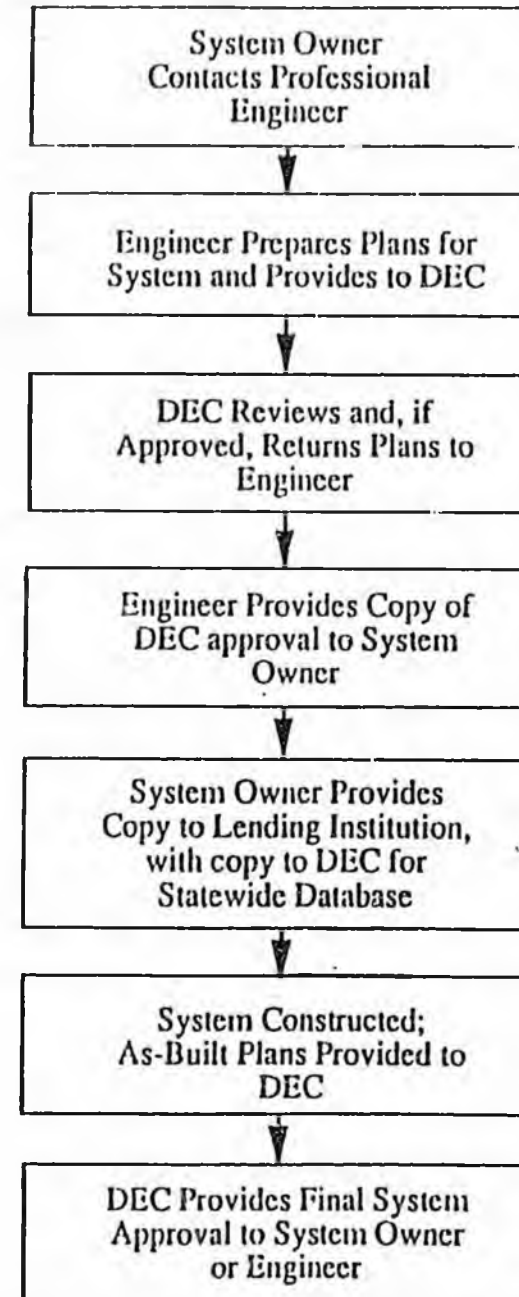 System Owner
Contacts Professional
Engineer
Engineer Prepares Plans for
System and Provides to DEC
DEC Reviews and, if
Approved, Returns Plans to
Engineer
Engineer Provides Copy of
DEC approval to System
Owner
System Owner Provides
Copy to Lending Institution,
with copy to DEC for
Statewide Database
System Constructed;
As-Built Plans Provided to
DEC
DEC Provides Final System
Approval to System Owner
or Engineer